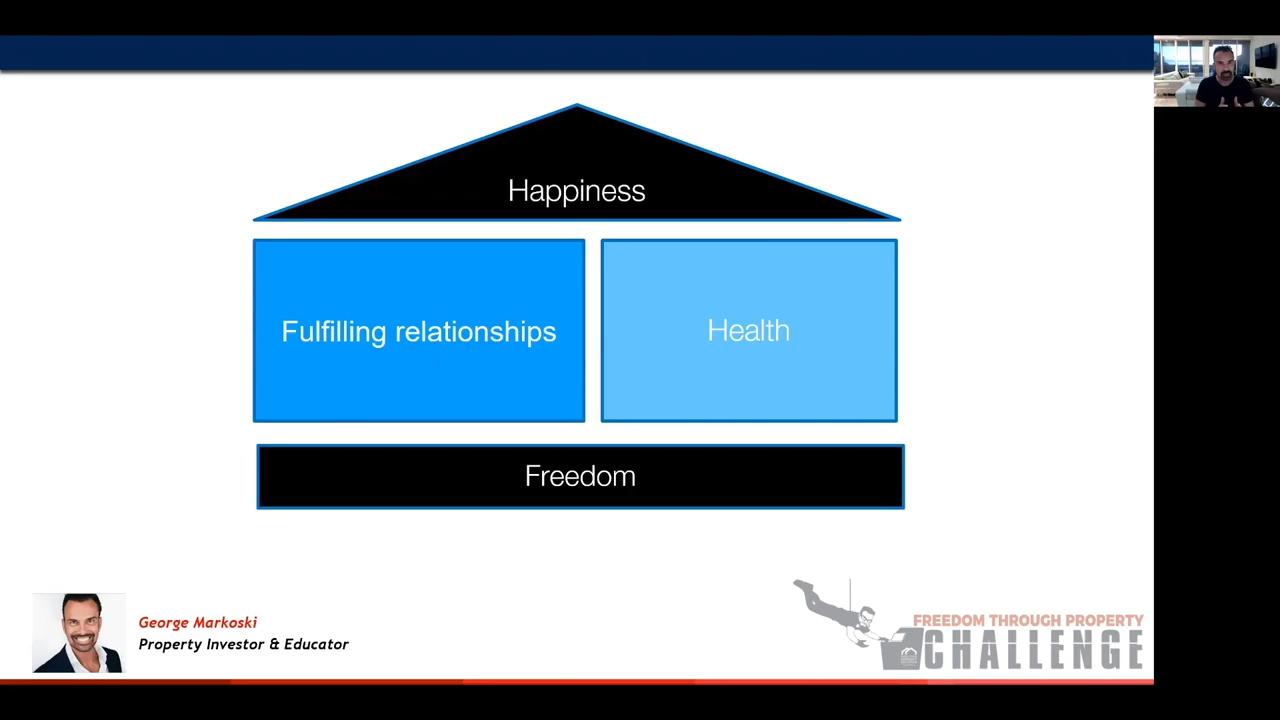 Happiness
Fulfilling relationships
Health
Freedom
George Markoski
Property Investor & Educator
FREEDOM THROUGH PROPERTY
CHALLENGE